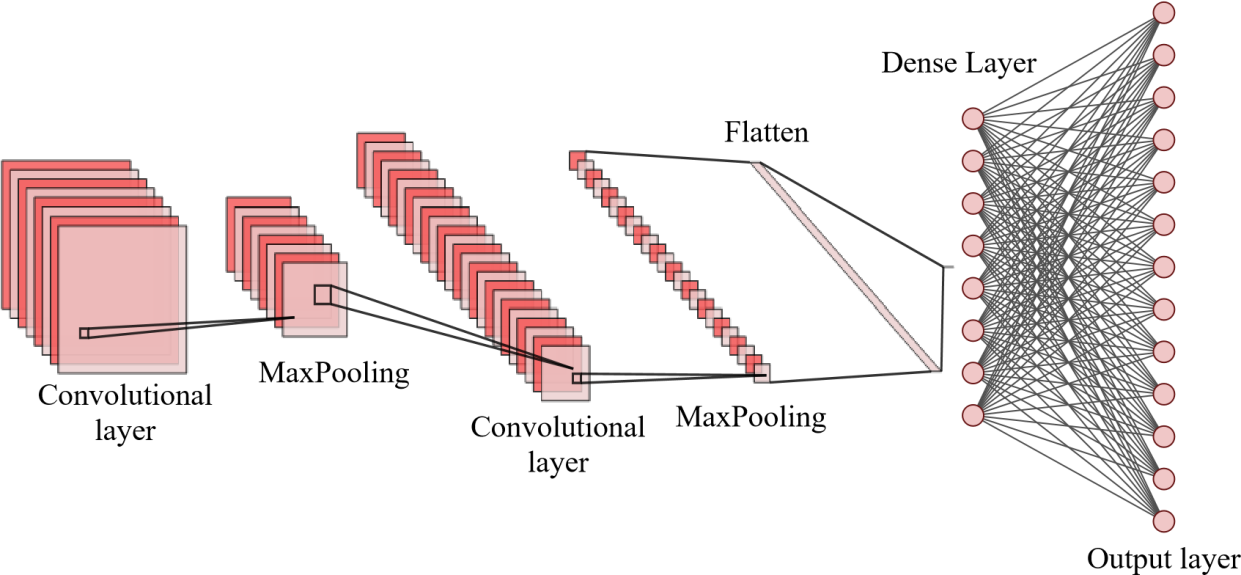 Convolutional
layer
MaxPooling
Convolutional
layer
MaxPooling
Flatten
Dense Layer
Output layer